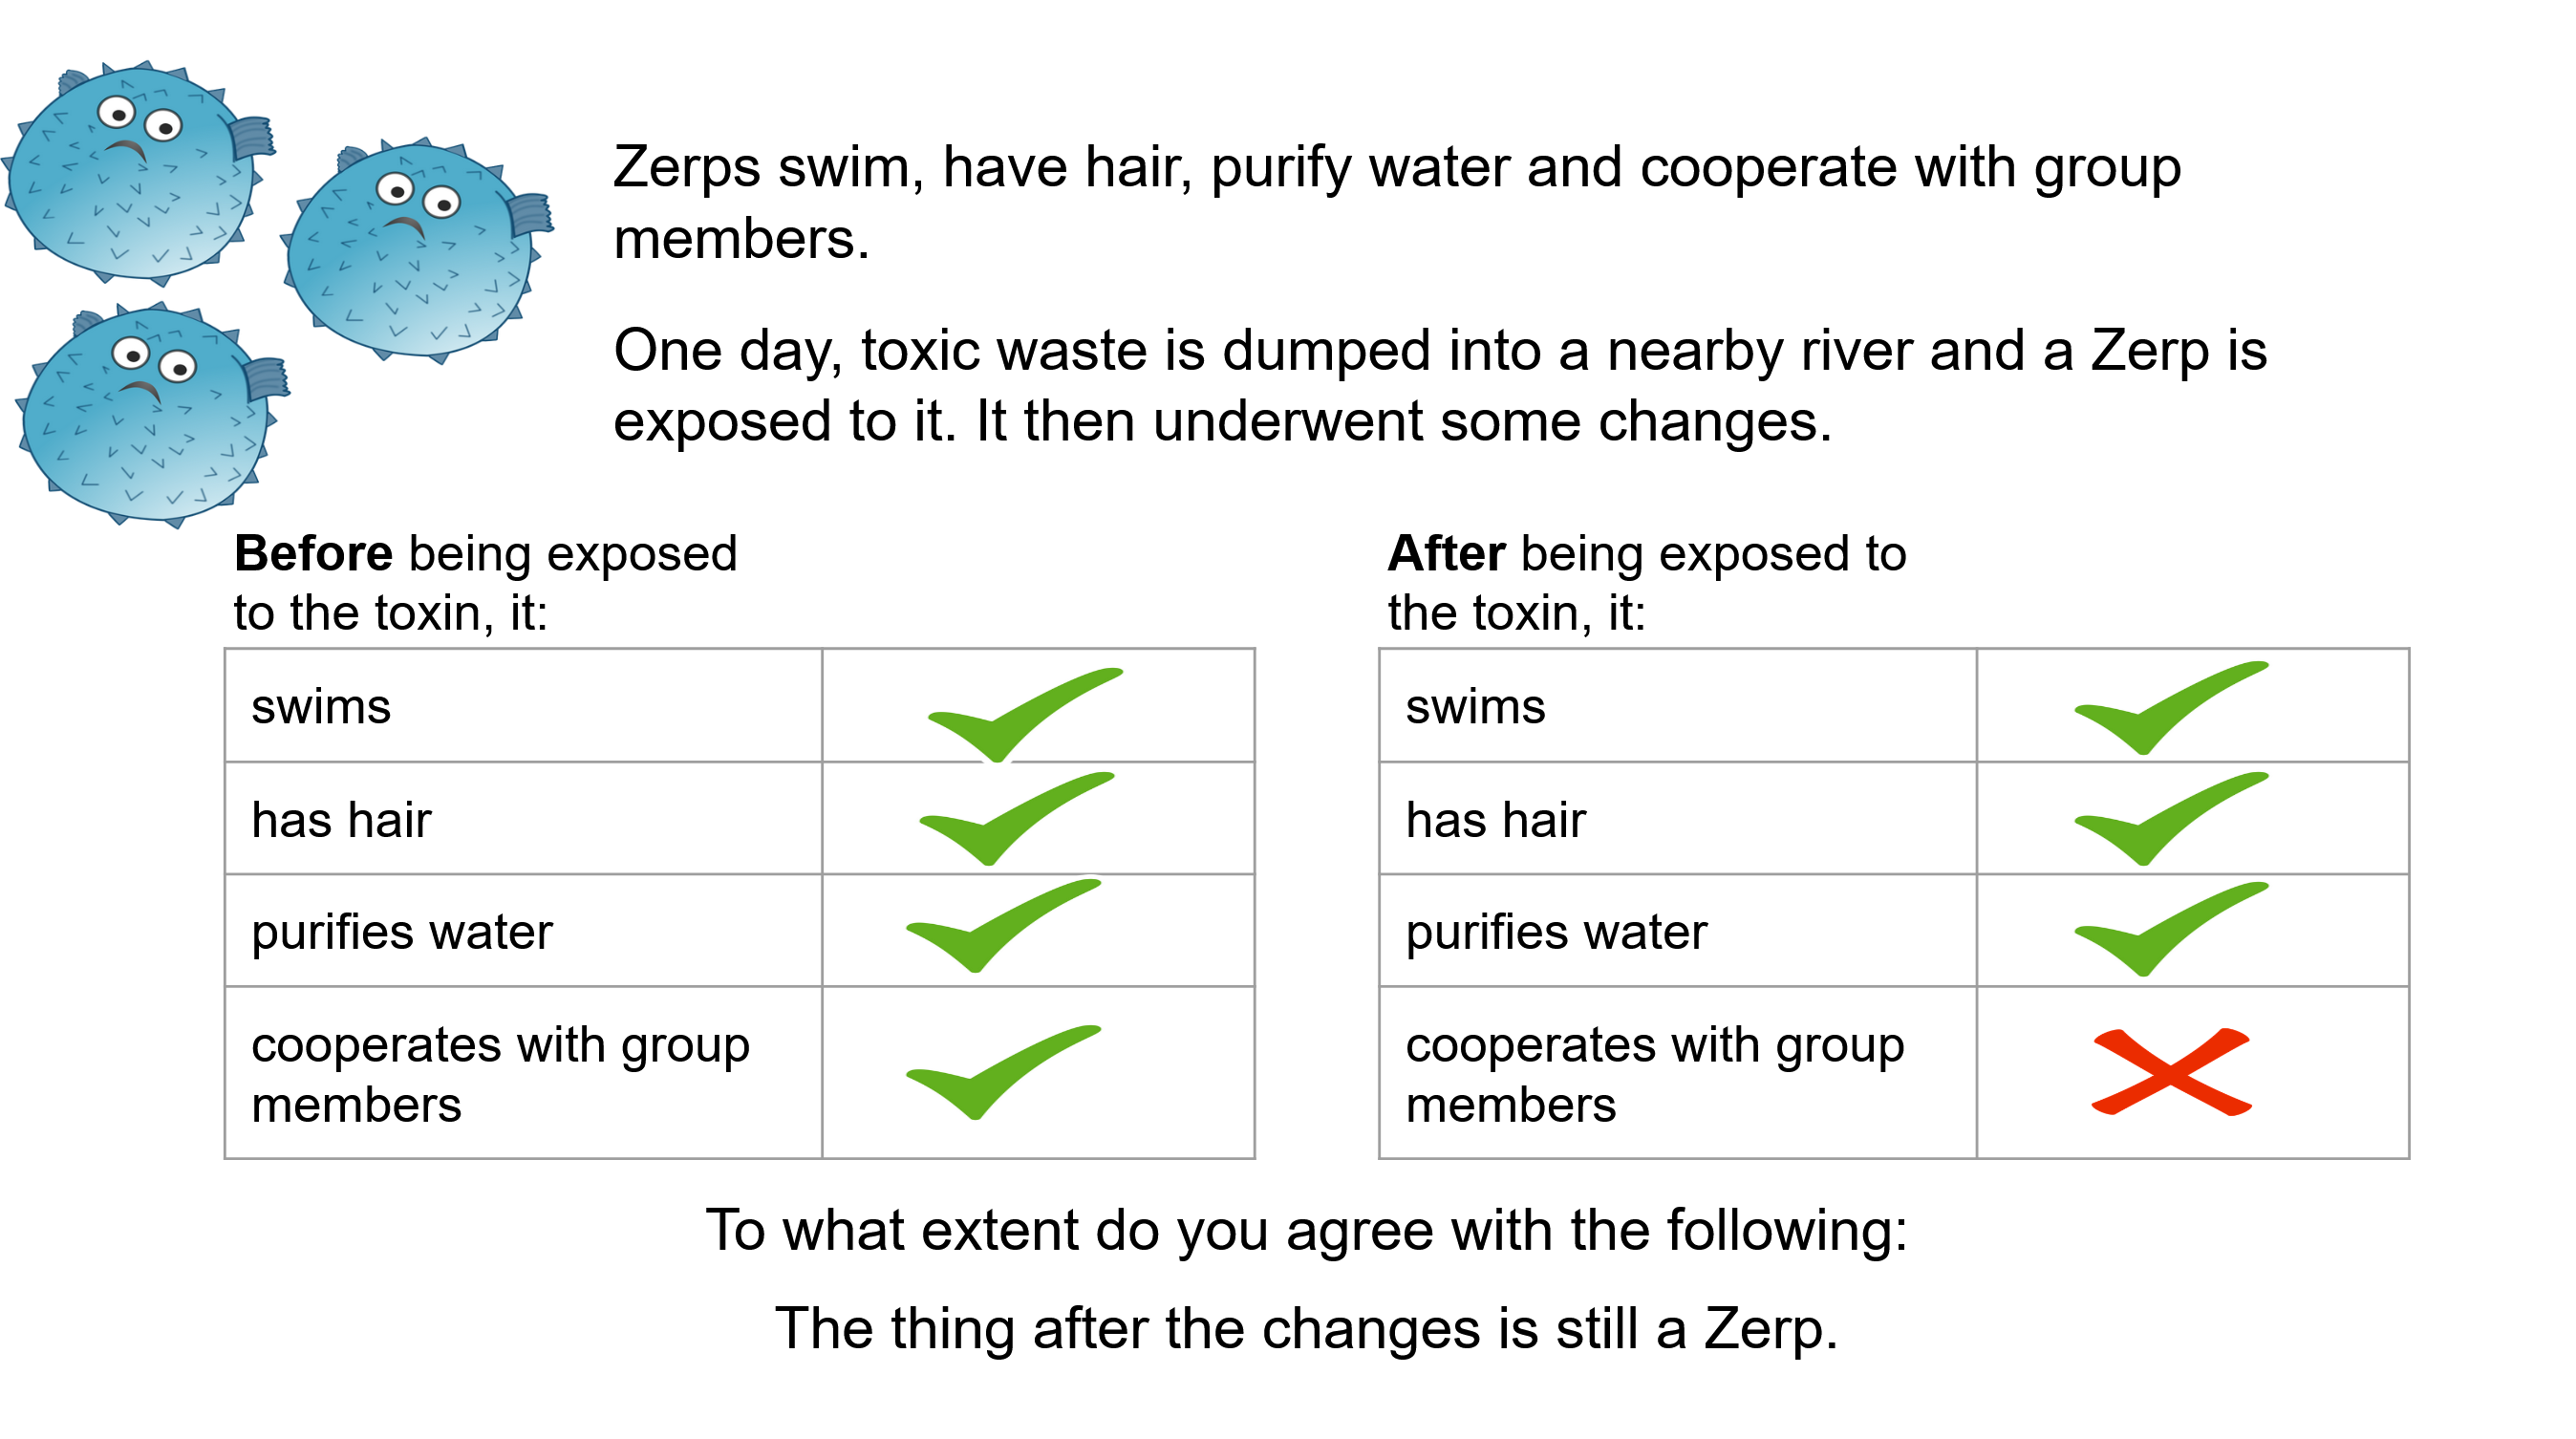 Zerps swim, have hair, purify water and cooperate with group
members.
One day, toxic waste is dumped into a nearby river and a Zerp is
exposed to it. It then underwent some changes.
Before being exposed
to the toxin, it:
swims
has hair
purifies water
cooperates with group
members
After being exposed to
the toxin, it:
swims
has hair
purifies water
cooperates with group
members
To what extent do you agree with the following:
The thing after the changes is still a Zerp.